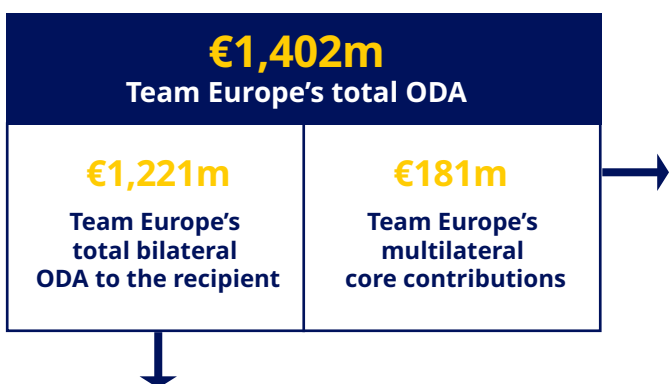 €1,402m
Team Europe’s total ODA
€1,221m
Team Europe’s
total bilateral
ODA to the recipient
€181m
Team Europe’s
multilateral
core contributions